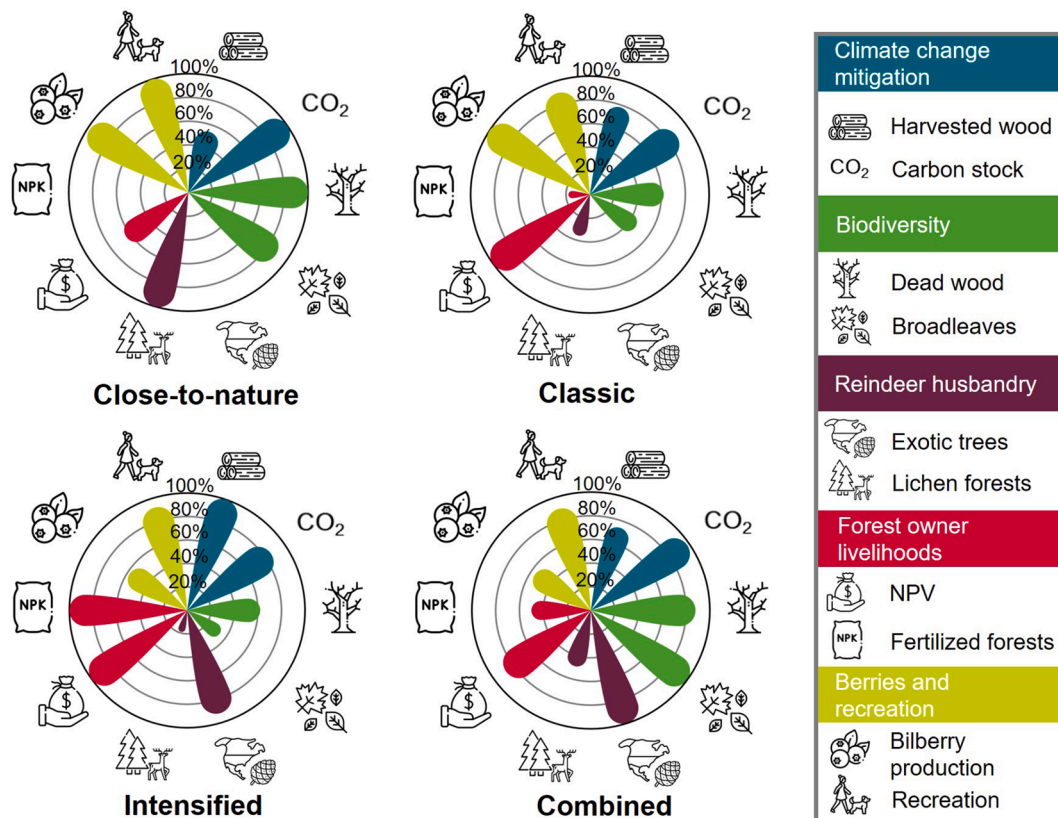 100%
80%
60%
40%
20%
CO₂
NPK
$
Close-to-nature
100%
80%
60%
40%
20%
CO₂
NPK
$
Classic
100%
80%
60%
40%
20%
CO₂
NPK
$
Intensified
100%
80%
60%
40%
20%
CO₂
NPK
$
Combined
Climate change
mitigation
Harvested wood
CO₂ Carbon stock
Biodiversity
Dead wood
Broadleaves
Reindeer husbandry
Exotic trees
Lichen forests
Forest owner
livelihoods
$ NPV
NPK Fertilized forests
Berries and
recreation
Bilberry
production
Recreation